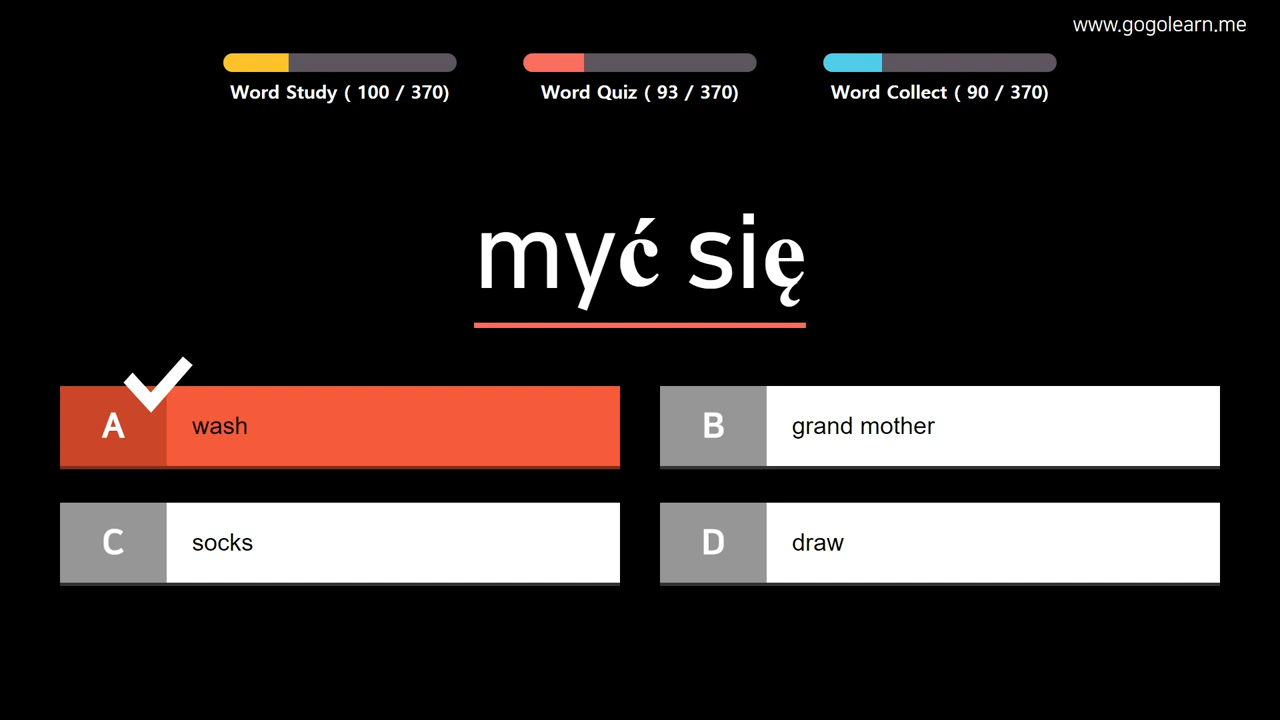 www.gogolearn.me
Word Study ( 100 / 370)
Word Quiz ( 93 / 370)
Word Collect ( 90 / 370)
myć się
A wash
B grand mother
C socks
D draw